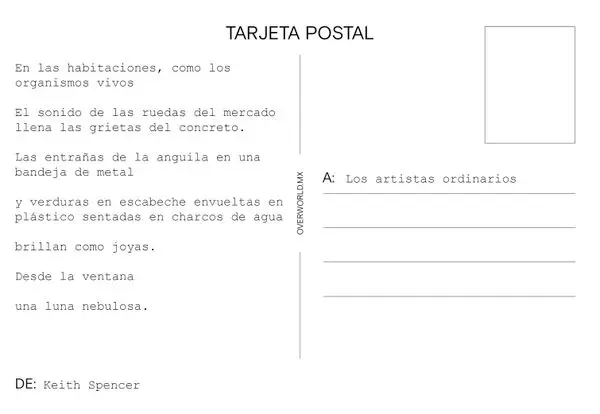 TARJETA POSTAL
En las habitaciones, como los
organismos vivos
El sonido de las ruedas del mercado
llena las grietas del concreto.
Las entrañas de la anguila en una
bandeja de metal
y verduras en escabeche envueltas en
plástico sentadas en charcos de agua
brillan como joyas.
Desde la ventana
una luna nebulosa.
DE: Keith Spencer
OVERWORLD.MX
A: Los artistas ordinarios